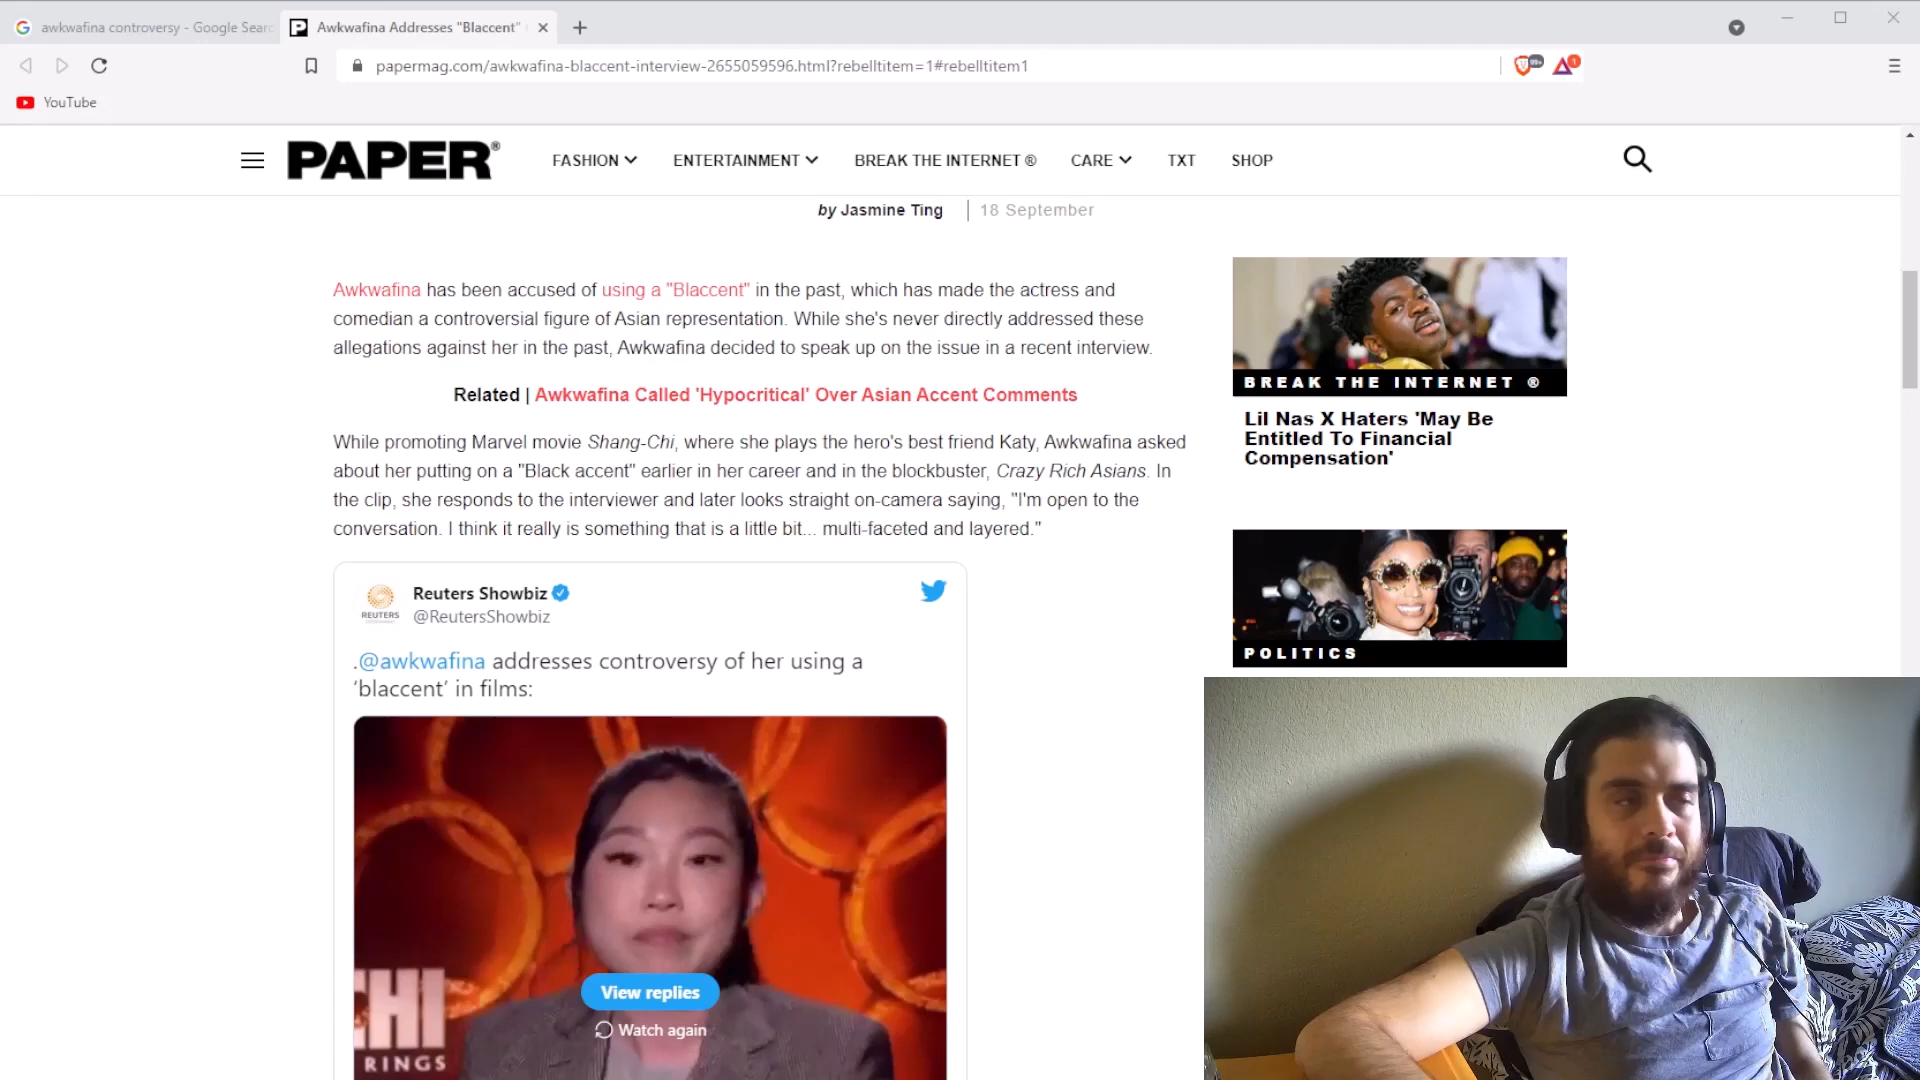 awkwafina controversy - Google Sear
Awkwafina Addresses "Blaccent"
papermag.com/awkwafina-blaccent-interview-2655059596.html?rebelltitem=1#rebelltitem1
YouTube
PAPER®
FASHION
ENTERTAINMENT
BREAK THE INTERNET ®
CARE
TXT
SHOP
by Jasmine Ting | 18 September
Awkwafina has been accused of using a "Blaccent" in the past, which has made the actress and
comedian a controversial figure of Asian representation. While she's never directly addressed these
allegations against her in the past, Awkwafina decided to speak up on the issue in a recent interview.
Related | Awkwafina Called 'Hypocritical' Over Asian Accent Comments
While promoting Marvel movie Shang-Chi, where she plays the hero's best friend Katy, Awkwafina asked
about her putting on a "Black accent" earlier in her career and in the blockbuster, Crazy Rich Asians. In
the clip, she responds to the interviewer and later looks straight on-camera saying, "I'm open to the
conversation. I think it really is something that is a little bit... multi-faceted and layered."
REUTERS
Reuters Showbiz
@ReutersShowbiz
.@awkwafina addresses controversy of her using a
‘blaccent’ in films:
CHI
RINGS
View replies
Watch again
BREAK THE INTERNET ®
Lil Nas X Haters 'May Be
Entitled To Financial
Compensation'
POLITICS